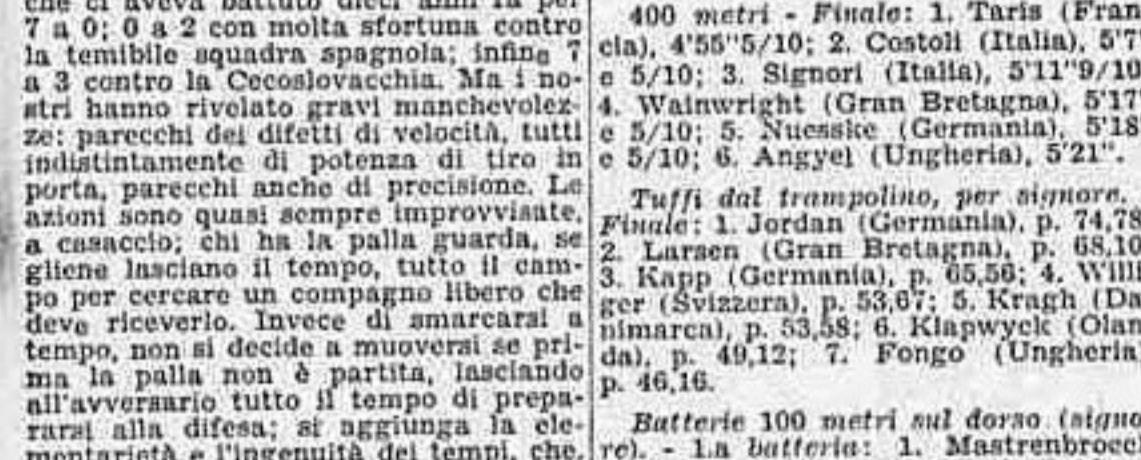 che ci aveva battuto dieci anni fa per
7 a 0; 0 a 2 con molta sfortuna contro
la temibile squadra spagnola; infine 7
a 3 contro la Cecoslovacchia. Ma i no-
stri hanno rivelato gravi manchevolez-
ze: parecchi dei difetti di velocità, tutti
indistintamente di potenza di tiro in
porta, parecchi anche di precisione. Le
azioni sono quasi sempre improvvisate,
a casaccio; chi ha la palla guarda, se
gliene lasciano il tempo, tutto il cam-
po per cercare un compagno libero che
deve riceverlo. Invece di smarcarsi a
tempo, non si decide a muoversi se pri-
ma la palla non è partita, lasciando
all'avversario tutto il tempo di prepa-
rarsi alla difesa; si aggiunga la ele-
mentarietà e l'ingenuità dei tempi, che,
400 metri - Finale: 1. Taris (Fran
cia), 4'55"5/10; 2. Costoli (Italia), 5'7
e 5/10; 3. Signori (Italia), 5'11"9/10
4. Wainwright (Gran Bretagna), 5'17
e 5/10; 5. Nuesske (Germania), 5'18
e 5/10; 6. Angyel (Ungheria), 5'21".
Tuffi dal trampolino, per signore.
Finale: 1. Jordan (Germania), p. 74,78
2. Larsen (Gran Bretagna), p. 68,10
3. Kapp (Germania), p. 65,56; 4. Willi
ger (Svizzera), p. 53,67; 5. Kragh (Da
nimarca), p. 53,58; 6. Klapwyck (Olan
da), p. 49,12; 7. Fongo (Ungheria)
p. 46,16.
Batterie 100 metri sul dorso (signo
re). - La batteria: 1. Mastrenbroec